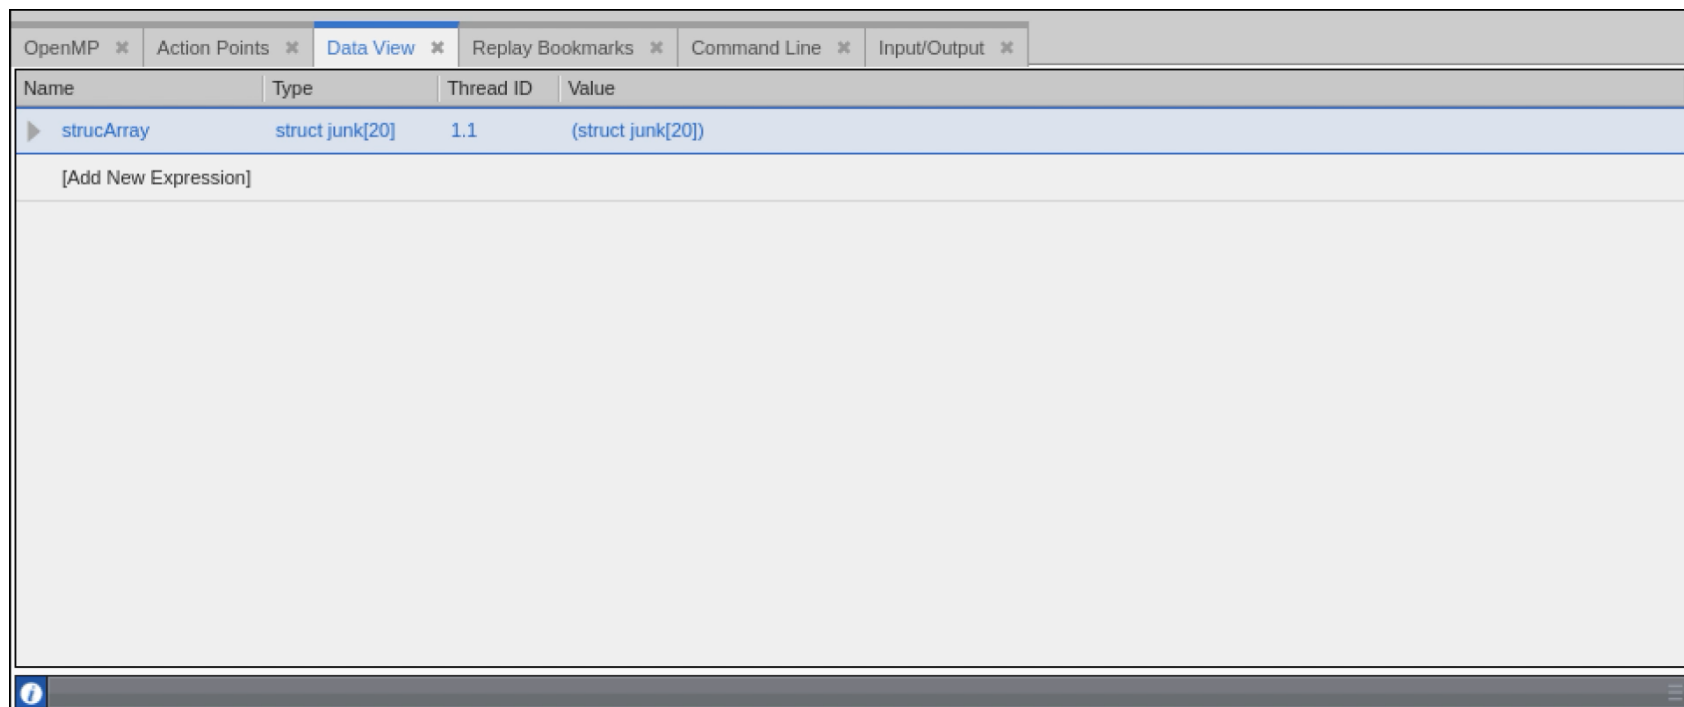 OpenMP Action Points Data View Replay Bookmarks Command Line Input/Output
Name Type Thread ID Value
strucArray struct junk[20] 1.1 (struct junk[20])
[Add New Expression]